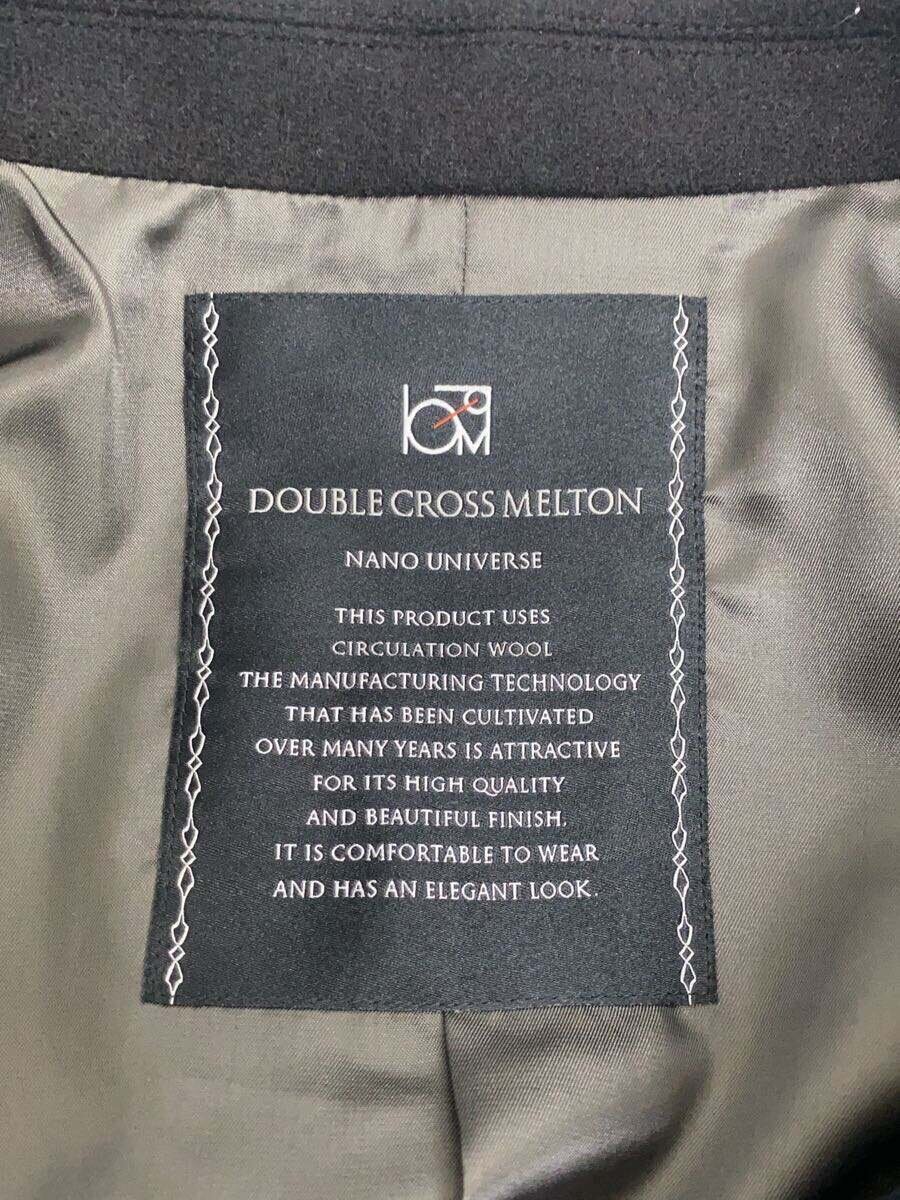 DOUBLE CROSS MELTON
NANO UNIVERSE
THIS PRODUCT USES
CIRCULATION WOOL
THE MANUFACTURING TECHNOLOGY
THAT HAS BEEN CULTIVATED
OVER MANY YEARS IS ATTRACTIVE
FOR ITS HIGH QUALITY
AND BEAUTIFUL FINISH.
IT IS COMFORTABLE TO WEAR
AND HAS AN ELEGANT LOOK.